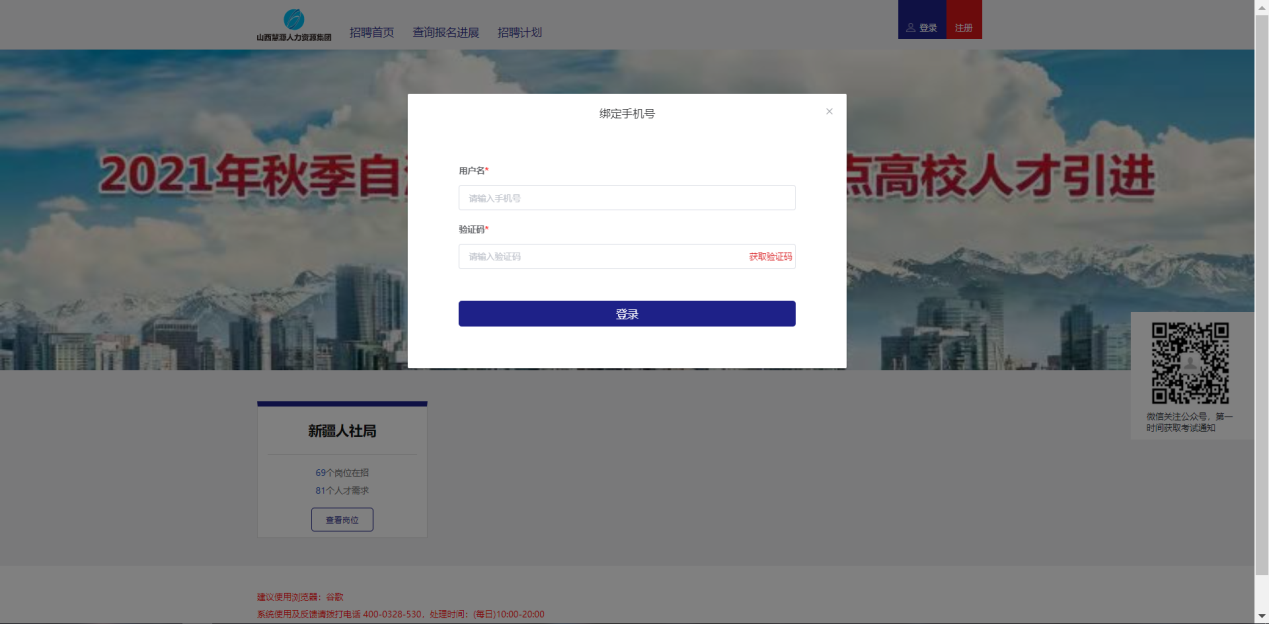 山西慧源人力资源集团
招聘首页 查询报名进展 招聘计划
登录 注册
绑定手机号
×
2021年秋季自
点高校人才引进
用户名*
请输入手机号
验证码*
请输入验证码 获取验证码
登录
微信关注公众号，第一
时间获取考试通知
新疆人社局
69个岗位在招
81个人才需求
查看岗位
建议使用浏览器：谷歌
系统使用及反馈请拨打电话 400-0328-530，处理时间：(每日)10:00-20:00